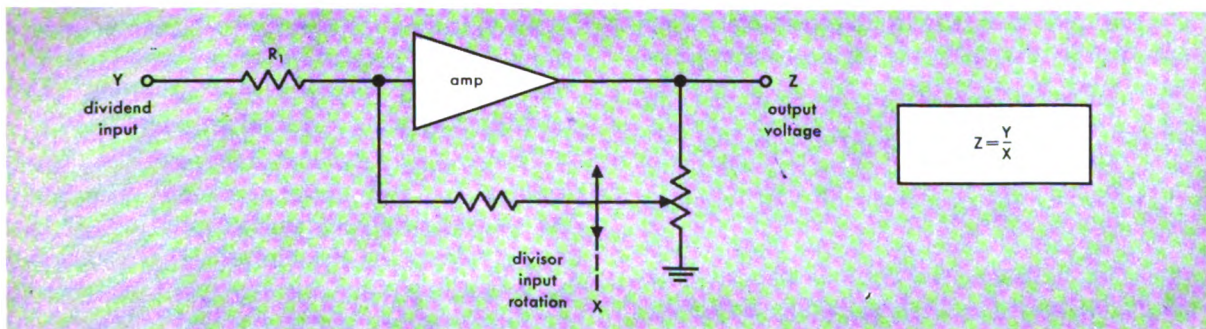 R₁
Y
dividend
input
amp
Z
output
voltage
Z=Y/X
divisor
input
rotation
X